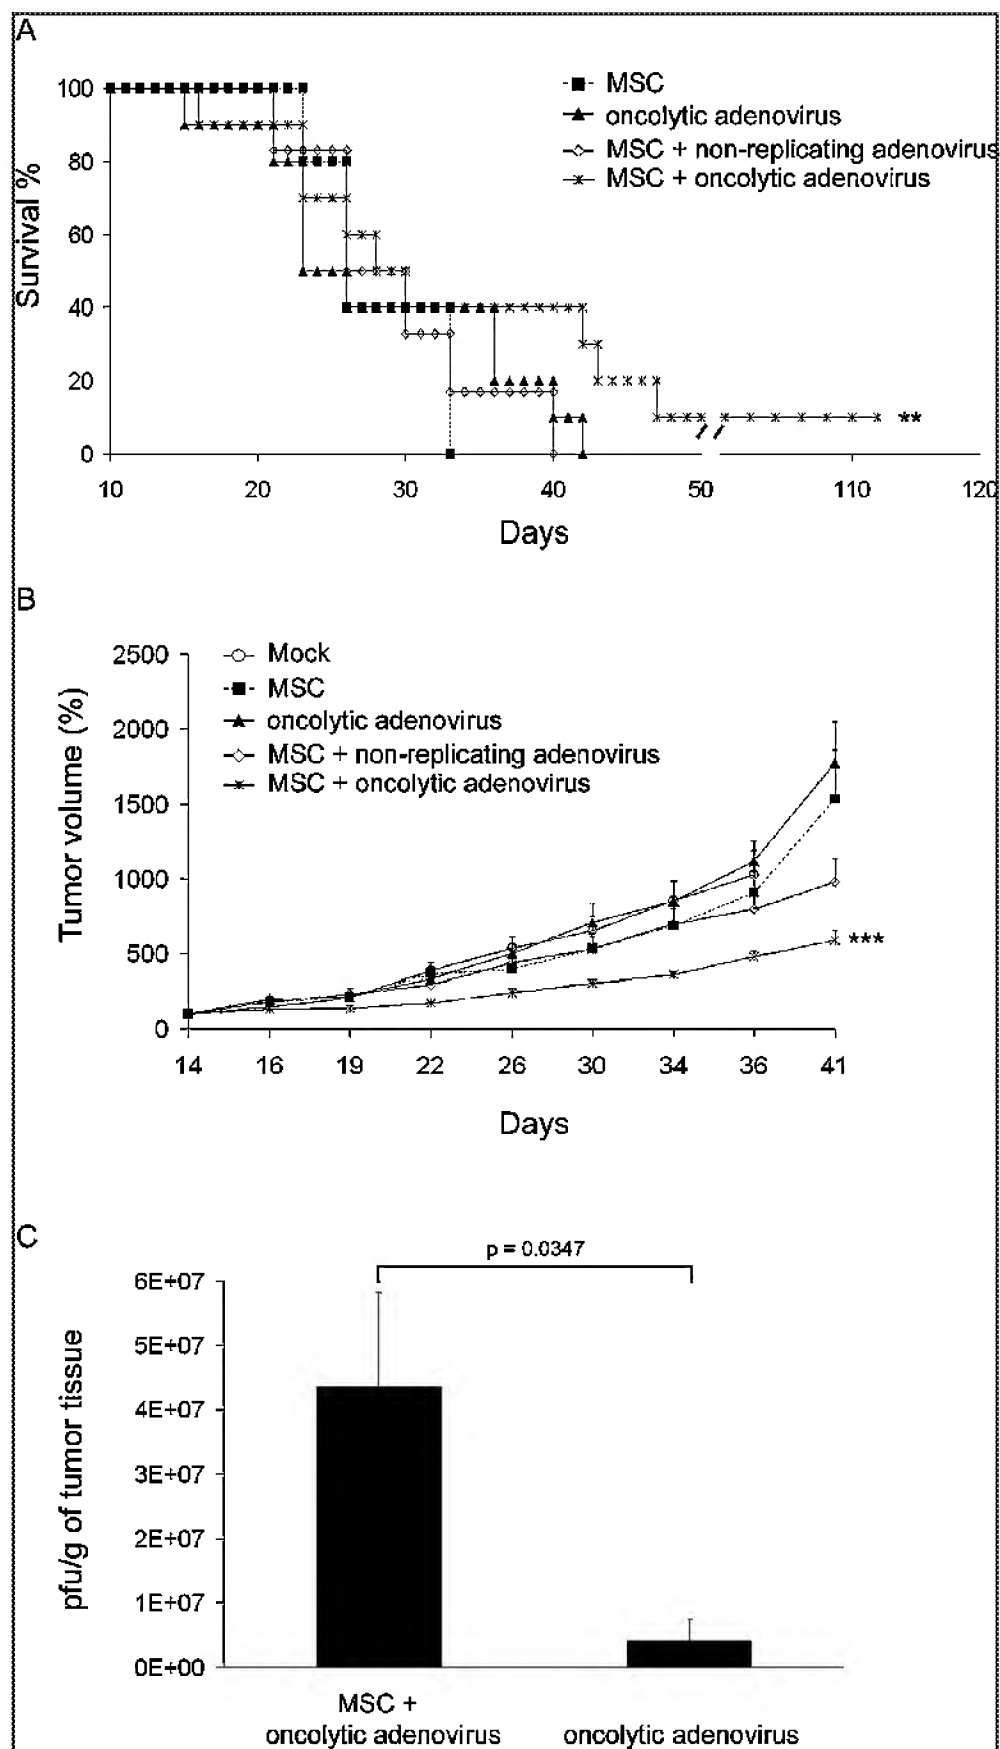 A
100
80
60
40
20
0
Survival %
MSC
oncolytic adenovirus
MSC + non-replicating adenovirus
MSC + oncolytic adenovirus
**
10 20 30 40 50 110 120
Days
B
2500
2000
1500
1000
500
0
Tumor volume (%)
Mock
MSC
oncolytic adenovirus
MSC + non-replicating adenovirus
MSC + oncolytic adenovirus
***
14 16 19 22 26 30 34 36 41
Days
C
p = 0.0347
6E+07
5E+07
4E+07
3E+07
2E+07
1E+07
0E+00
pfu/g of tumor tissue
MSC +
oncolytic adenovirus
oncolytic adenovirus